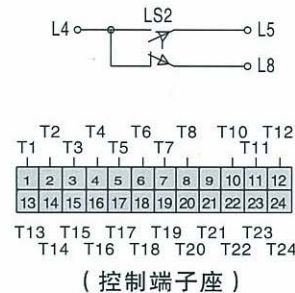 LS2
L4 L5
L8
T2 T4 T6 T8 T10 T12
T1 T3 T5 T7 T11
1 2 3 4 5 6 7 8 9 10 11 12
13 14 15 16 17 18 19 20 21 22 23 24
T13 T15 T17 T19 T21 T23
T14 T16 T18 T20 T22 T24
(控制端子座)